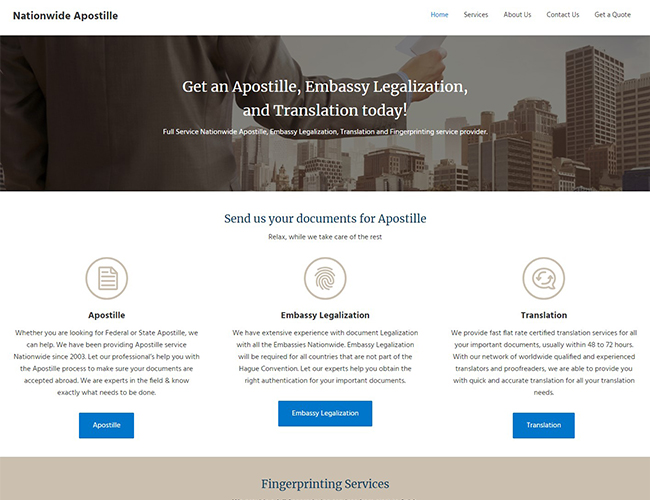 Nationwide Apostille
Home Services About Us Contact Us Get a Quote
Get an Apostille, Embassy Legalization,
and Translation today!
Full Service Nationwide Apostille, Embassy Legalization, Translation and Fingerprinting service provider.
Send us your documents for Apostille
Relax, while we take care of the rest
Apostille
Whether you are looking for Federal or State Apostille, we
can help. We have been providing Apostille service
Nationwide since 2003. Let our professional's help you with
the Apostille process to make sure your documents are
accepted abroad. We are experts in the field & know
exactly what needs to be done.
Apostille
Embassy Legalization
We have extensive experience with document Legalization
with all the Embassies Nationwide. Embassy Legalization
will be required for all countries that are not part of the
Hague Convention. Let our experts help you obtain the
right authentication for your important documents.
Embassy Legalization
Translation
We provide fast flat rate certified translation services for all
your important documents, usually within 48 to 72 hours.
With our network of worldwide qualified and experienced
translators and proofreaders, we are able to provide you
with quick and accurate translation for all your translation
needs.
Translation
Fingerprinting Services